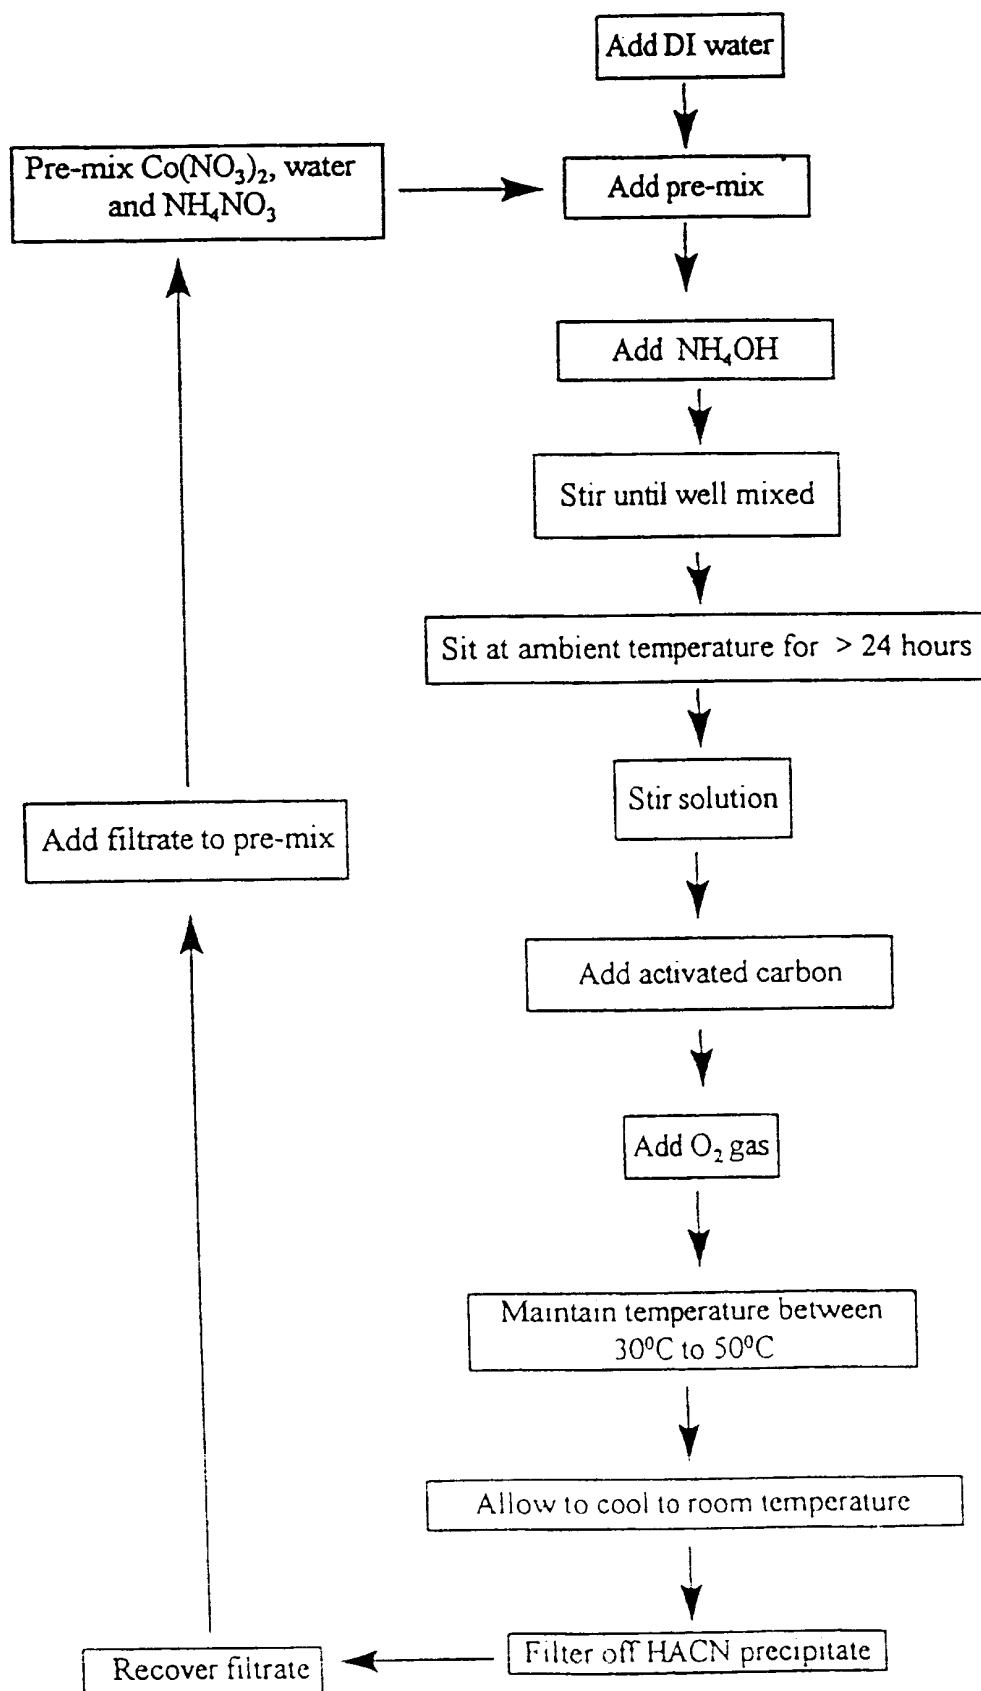 Add DI water
Pre-mix Co(NO₃)₂, water
and NH₄NO₃
Add pre-mix
Add NH₄OH
Stir until well mixed
Sit at ambient temperature for > 24 hours
Stir solution
Add filtrate to pre-mix
Add activated carbon
Add O₂ gas
Maintain temperature between
30⁰C to 50⁰C
Allow to cool to room temperature
Filter off HACN precipitate
Recover filtrate